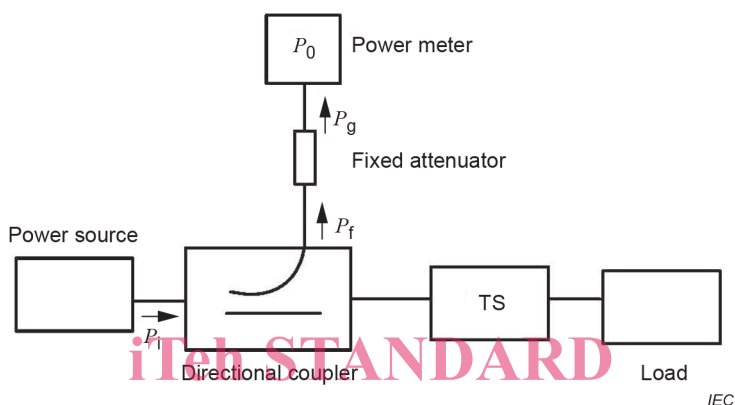 P0
Power meter
Pg
Fixed attenuator
Pf
Power source
Pi
TS
Directional coupler
Load
iTeh STANDARD
IEC